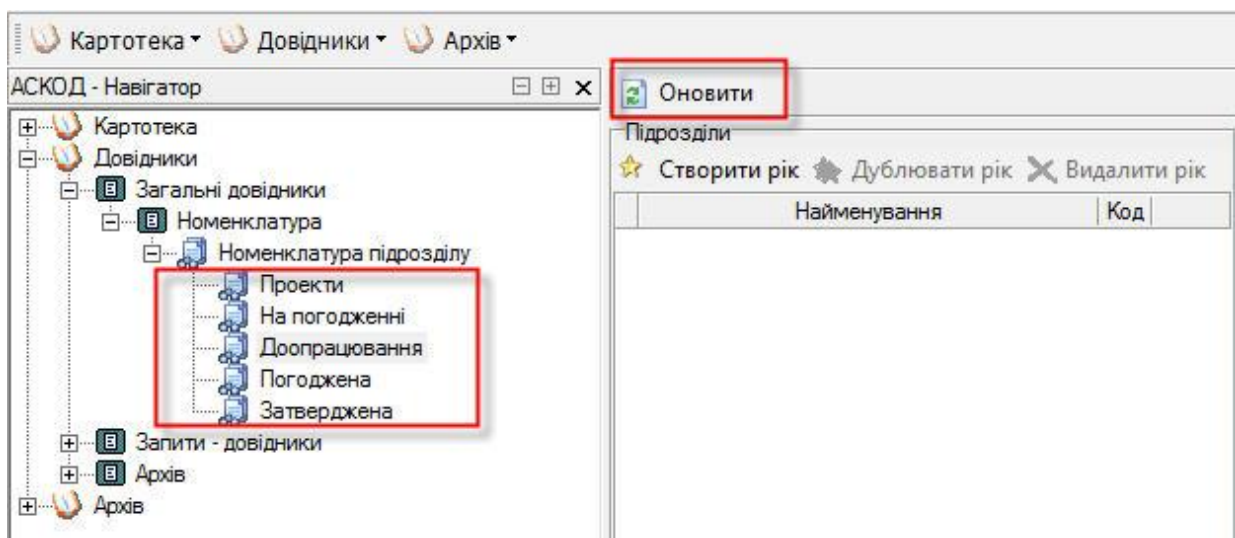 Картотека Довідники Архів
АСКОД - Навігатор
Картотека
Довідники
Загальні довідники
Номенклатура
Номенклатура підрозділу
Проекти
На погодженні
Доопрацювання
Погоджена
Затверджена
Запити - довідники
Архів
Архів
Оновити
Підрозділи
Створити рік Дублювати рік Видалити рік
Найменування Код